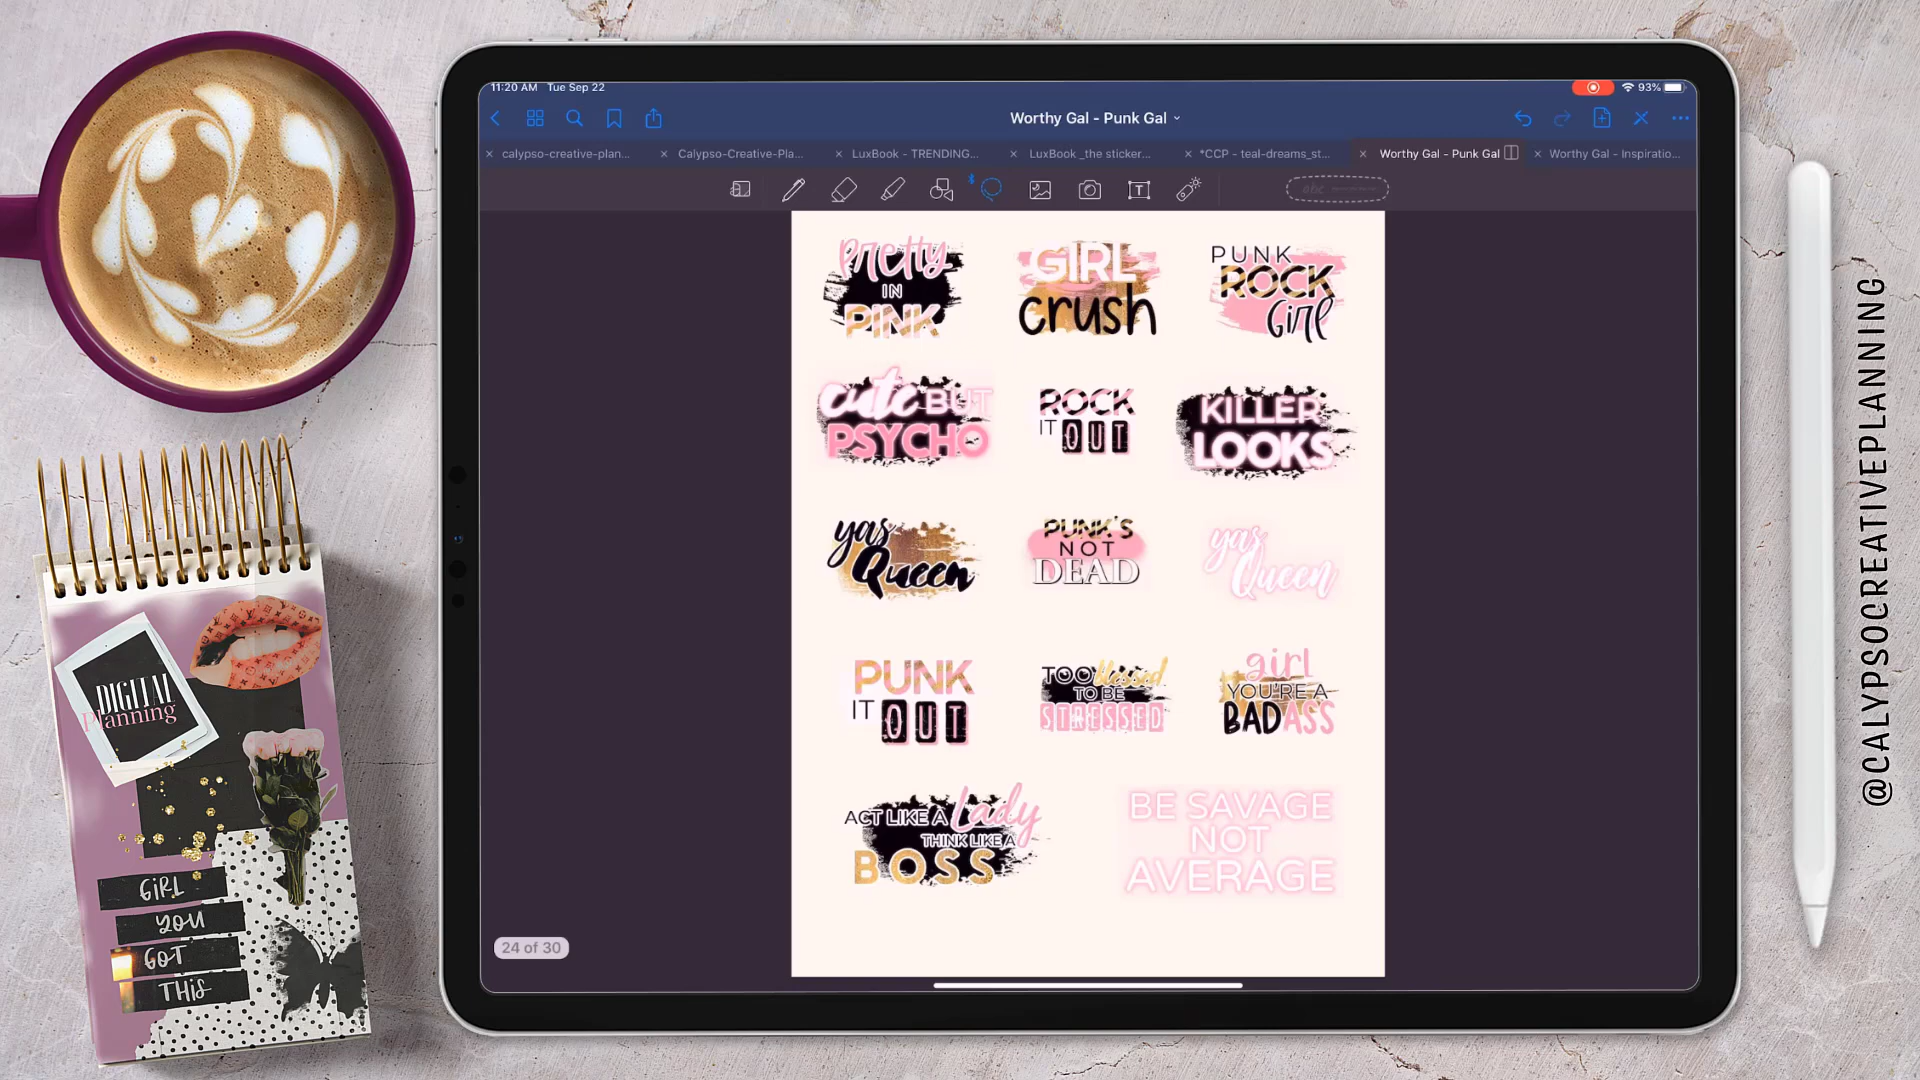 11:20 AM Tue Sep 22
93%
Worthy Gal - Punk Gal
calypso-creative-plan...
Calypso-Creative-Pla...
LuxBook - TRENDING...
LuxBook _the sticker...
*CCP - teal-dreams_st...
Worthy Gal - Punk Gal
Worthy Gal - Inspiratio...
T
abc
pretty
IN
PINK
GIRL
crush
PUNK
ROCK
Girl
cute BUT
PSYCHO
ROCK
IT OUT
KILLER
LOOKS
yas
Queen
PUNK'S
NOT
DEAD
yas
Queen
PUNK
IT OUT
TOO blessed
TO BE
STRESSED
girl
YOU'RE A
BADASS
ACT LIKE A Lady
THINK LIKE A
BOSS
BE SAVAGE
NOT
AVERAGE
24 of 30
DIGITAL
Planning
GIRL
YOU
GOT
THIS
@CALYPSOCREATIVEPLANNING